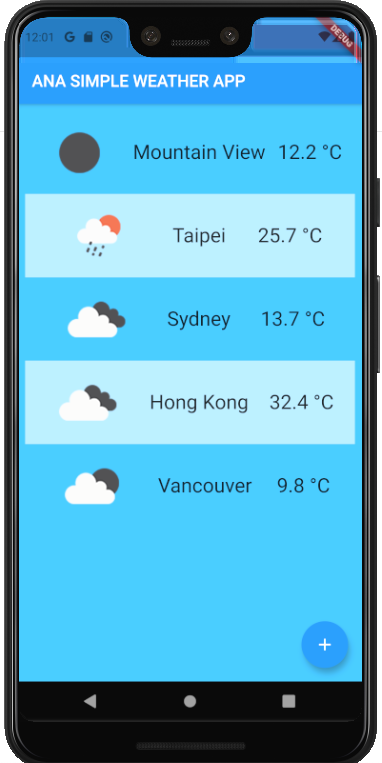 12:01 G
DEBUG
ANA SIMPLE WEATHER APP
Mountain View 12.2 °C
Taipei 25.7 °C
Sydney 13.7 °C
Hong Kong 32.4 °C
Vancouver 9.8 °C
+